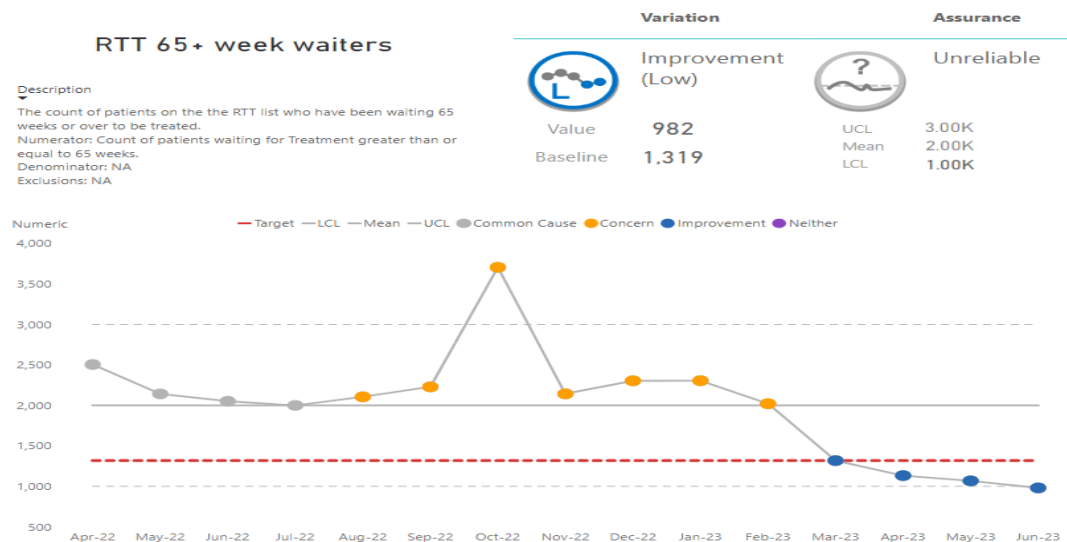 RTT 65+ week waiters
Description
The count of patients on the the RTT list who have been waiting 65
weeks or over to be treated.
Numerator: Count of patients waiting for Treatment greater than or
equal to 65 weeks.
Denominator: NA
Exclusions: NA
Variation
Assurance
L
Improvement
(Low)
?
Unreliable
Value 982
Baseline 1,319
UCL 3.00K
Mean 2.00K
LCL 1.00K
Numeric
Target LCL Mean UCL Common Cause Concern Improvement Neither
4,000
3,500
3,000
2,500
2,000
1,500
1,000
500
Apr-22 May-22 Jun-22 Jul-22 Aug-22 Sep-22 Oct-22 Nov-22 Dec-22 Jan-23 Feb-23 Mar-23 Apr-23 May-23 Jun-23